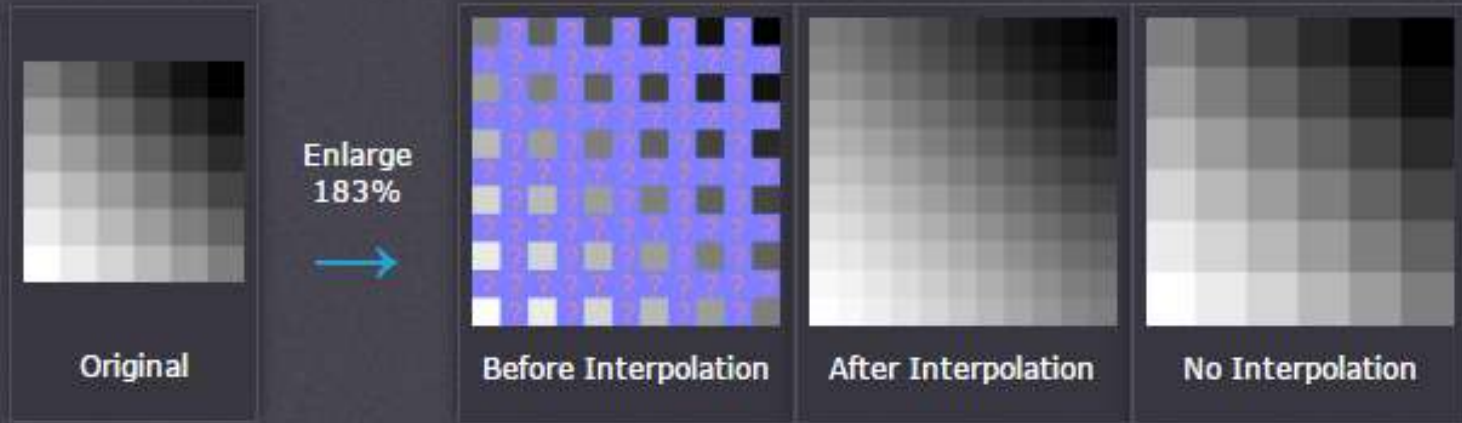 Original
Enlarge
183%
Before Interpolation
After Interpolation
No Interpolation